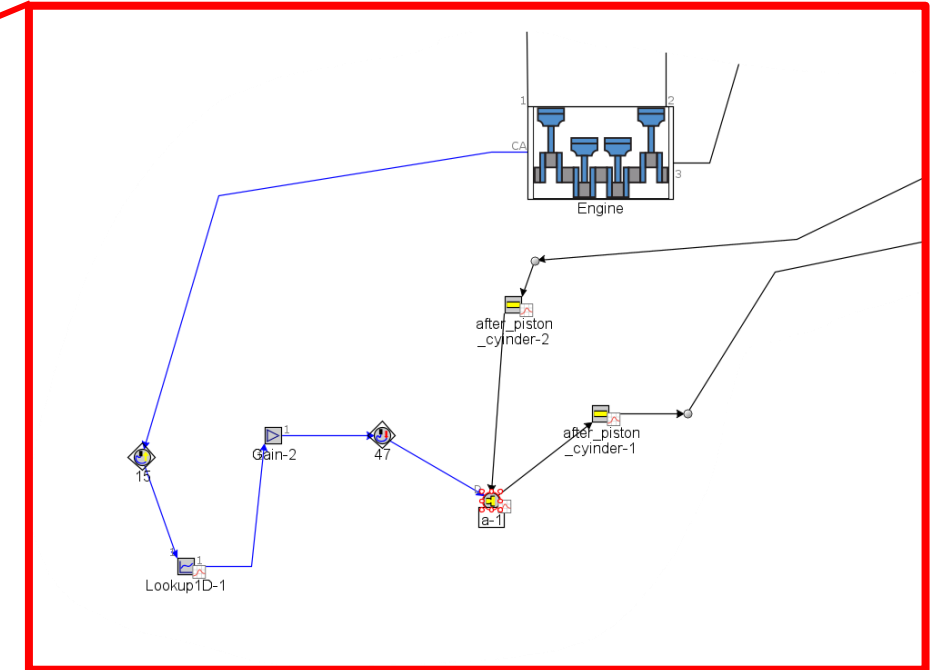 1
2
CA
3
Engine
after_piston
_cyinder-2
after_piston
_cyinder-1
1
Gain-2
47
15
a-1
1
1
Lookup1D-1